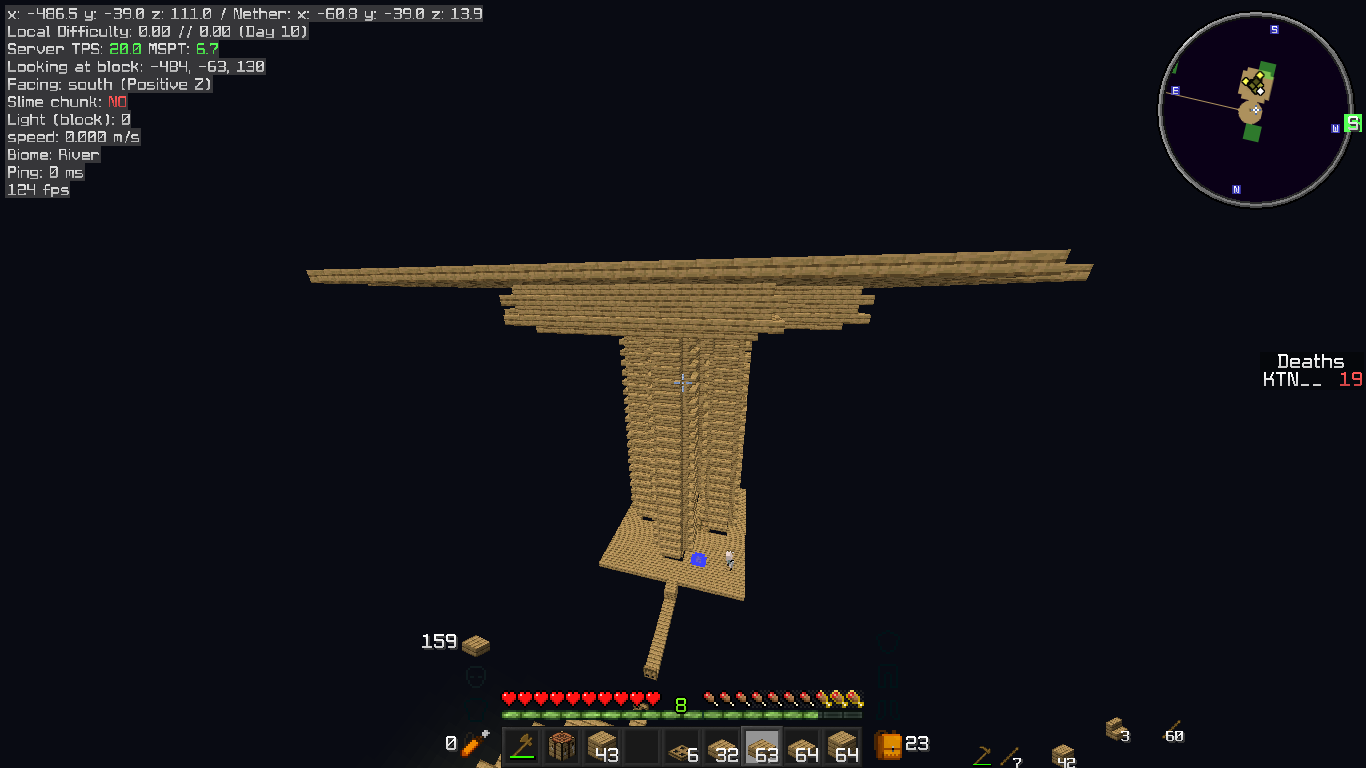 x: -486.5 y: -39.0 z: 111.0 / Nether: x: -60.8 y: -39.0 z: 13.9
Local Difficulty: 0.00 // 0.00 (Day 10)
Server TPS: 20.0 MSPT: 6.7
Looking at block: -484, -63, 130
Facing: south (Positive Z)
Slime chunk: NO
Light (block): 0
speed: 0.000 m/s
Biome: River
Ping: 0 ms
124 fps
S
E
W
9
N
Deaths
KTN__ 19
159
8
0
43
6
32
63
64
64
23
7
42
3
60